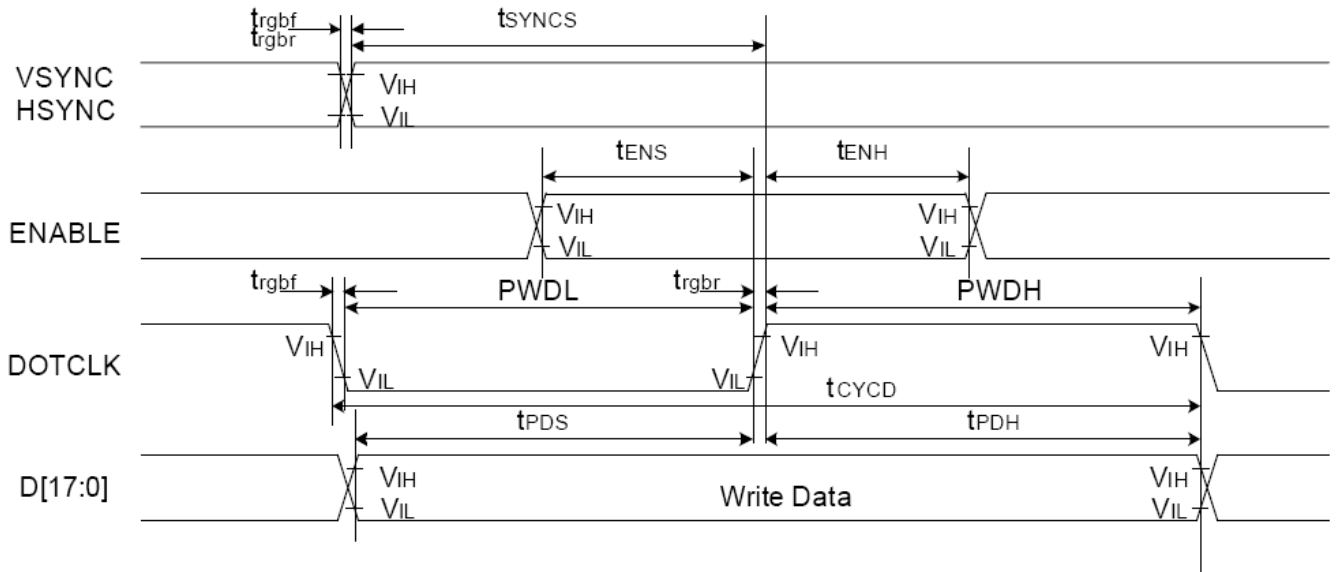 trgbf
trgbr
tSYNCS
VSYNC
HSYNC
VIH
VIL
tENS
tENH
ENABLE
VIH
VIL
VIH
VIL
trgbf
PWDL
trgbr
PWDH
DOTCLK
VIH
VIL
VIL
VIH
VIH
tCYCD
tPDS
tPDH
D[17:0]
VIH
VIL
Write Data
VIH
VIL